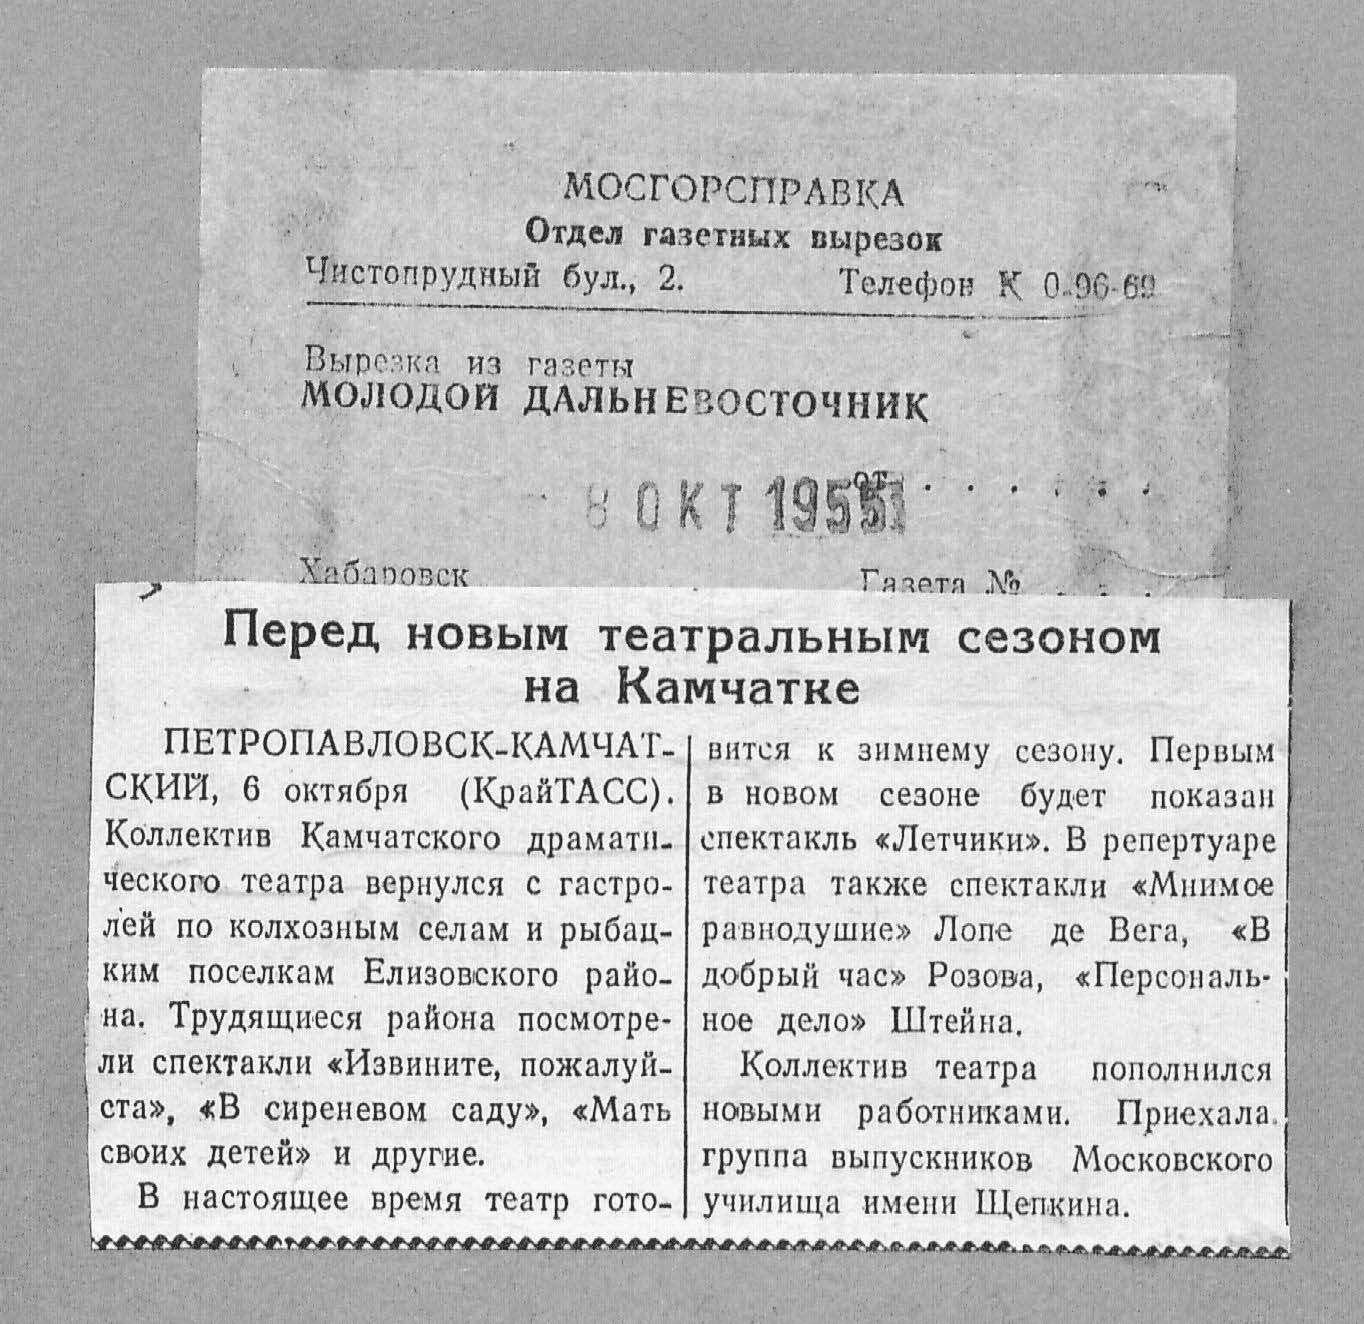 МОСГОРСПРАВКА
Отдел газетных вырезок
Чистопрудный бул., 2. Телефон К 0-96-69
Вырезка из газеты
МОЛОДОЙ ДАЛЬНЕВОСТОЧНИК
от . . . . . .
8 ОКТ 1955
Хабаровск Газета № . . .
Перед новым театральным сезоном
на Камчатке
ПЕТРОПАВЛОВСК-КАМЧАТ-
СКИЙ, 6 октября (КрайТАСС).
Коллектив Камчатского драмати-
ческого театра вернулся с гастро-
лей по колхозным селам и рыбац-
ким поселкам Елизовского райо-
на. Трудящиеся района посмотре-
ли спектакли «Извините, пожалуй-
ста», «В сиреневом саду», «Мать
своих детей» и другие.
В настоящее время театр гото-
вится к зимнему сезону. Первым
в новом сезоне будет показан
спектакль «Летчики». В репертуаре
театра также спектакли «Мнимое
равнодушие» Лопе де Вега, «В
добрый час» Розова, «Персональ-
ное дело» Штейна.
Коллектив театра пополнился
новыми работниками. Приехала
группа выпускников Московского
училища имени Щепкина.